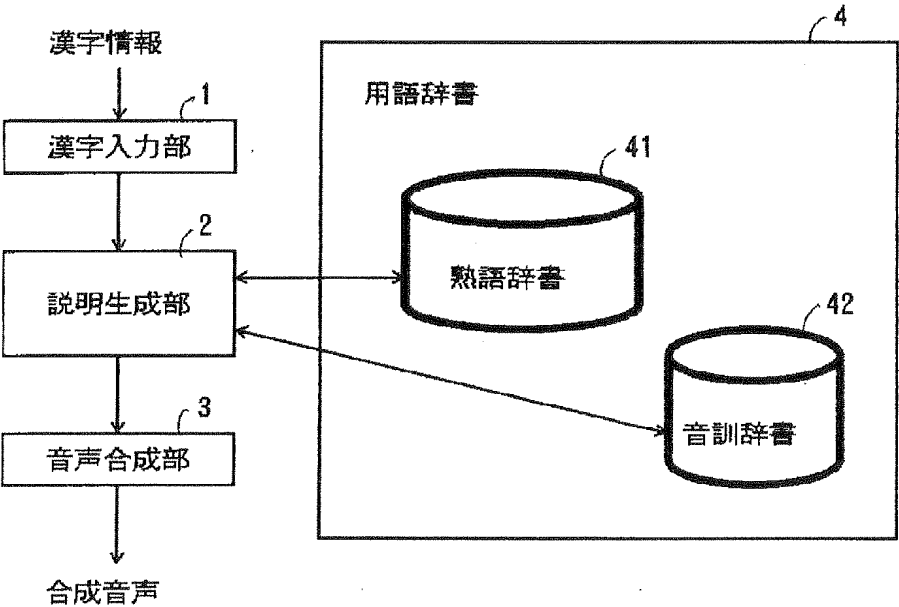 漢字情報
1
漢字入力部
2
説明生成部
3
音声合成部
合成音声
4
用語辞書
41
熟語辞書
42
音訓辞書